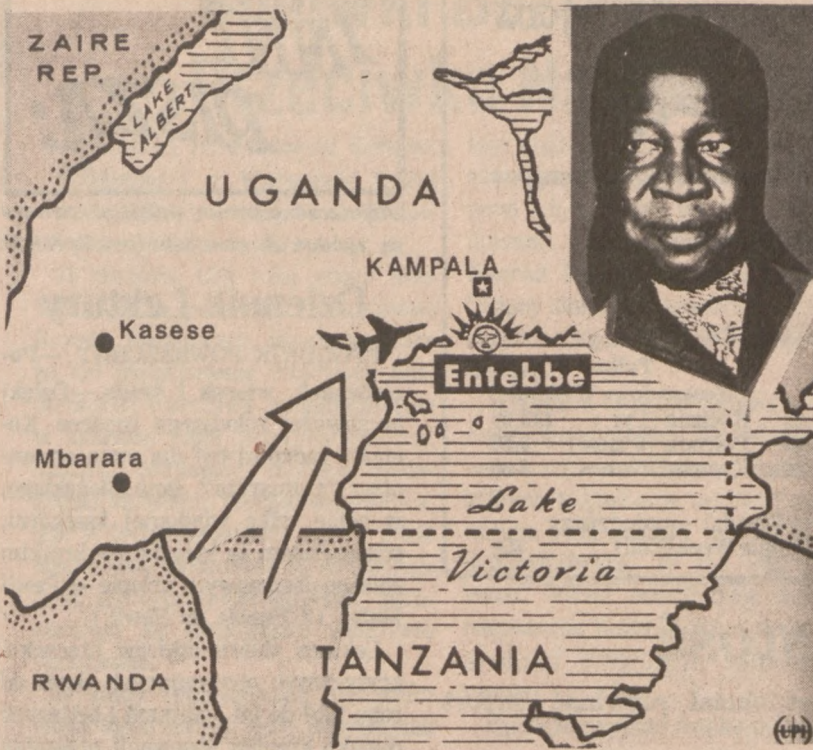 ZAIRE
REP.
LAKE
ALBERT
UGANDA
KAMPALA
Kasese
Entebbe
Mbarara
Lake
Victoria
TANZANIA
RWANDA
UPI